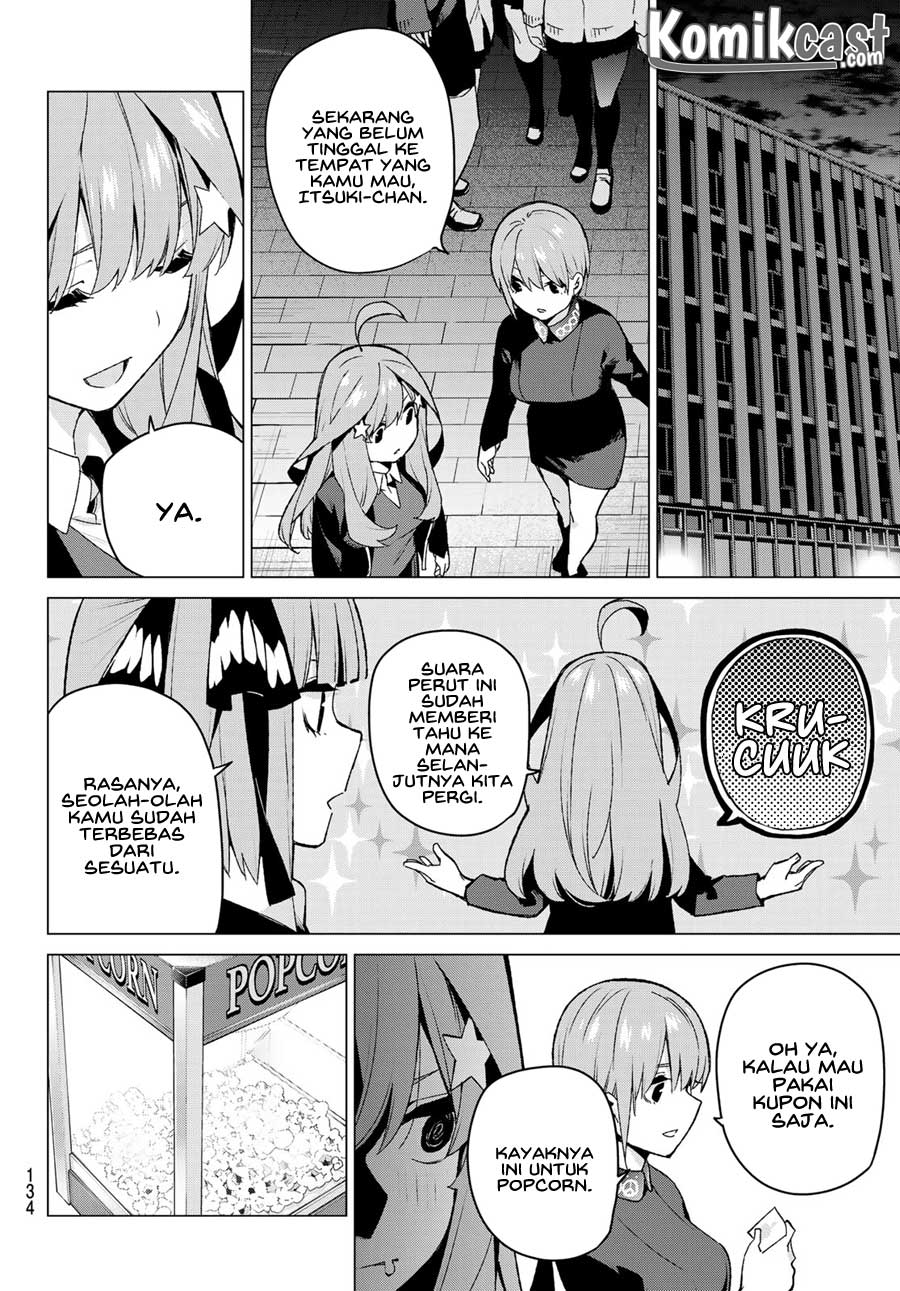 Komikcast
.com
SEKARANG
YANG BELUM
TINGGAL KE
TEMPAT YANG
KAMU MAU,
ITSUKI-CHAN.
YA.
KRU-
CUUK
SUARA
PERUT INI
SUDAH
MEMBERI
TAHU KE
MANA
SELAN-
JUTNYA KITA
PERGI.
RASANYA,
SEOLAH-OLAH
KAMU SUDAH
TERBEBAS
DARI
SESUATU.
OH YA,
KALAU MAU
PAKAI
KUPON INI
SAJA.
KAYAKNYA
INI UNTUK
POPCORN.
PCORN
POPCO
134